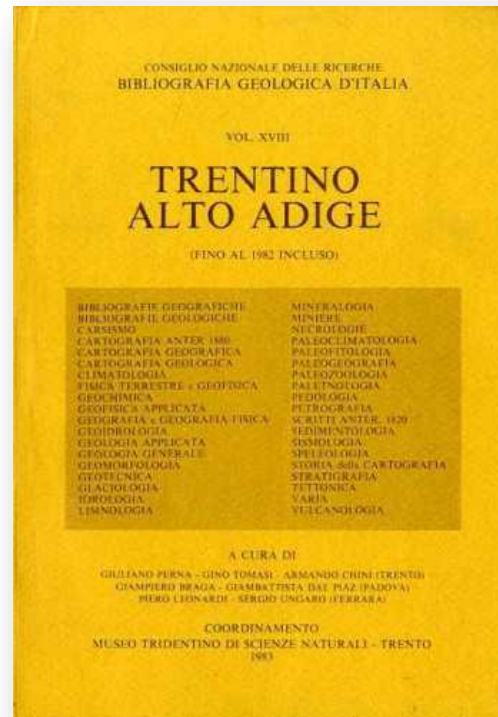 CONSIGLIO NAZIONALE DELLE RICERCHE
BIBLIOGRAFIA GEOLOGICA D'ITALIA
VOL. XVIII
TRENTINO
ALTO ADIGE
(FINO AL 1982 INCLUSO)
BIBLIOGRAFIE GEOGRAFICHE
BIBLIOGRAFIE GEOLOGICHE
CARSISMO
CARTOGRAFIA ANTER 1880
CARTOGRAFIA GEOGRAFICA
CARTOGRAFIA GEOLOGICA
CLIMATOLOGIA
FISICA TERRESTRE e GEOFISICA
GEOCHIMICA
GEOFISICA APPLICATA
GEOGRAFIA e GEOGRAFIA FISICA
GEOIDROLOGIA
GEOLOGIA APPLICATA
GEOLOGIA GENERALE
GEOMORFOLOGIA
GEOTECNICA
GLACIOLOGIA
IDROLOGIA
LIMNOLOGIA
MINERALOGIA
MINIERE
NECROLOGIE
PALEOCLIMATOLOGIA
PALEOFITOLOGIA
PALEOGEOGRAFIA
PALEOZOOLOGIA
PALETNOLOGIA
PEDOLOGIA
PETROGRAFIA
SCRITTI ANTER. 1820
SEDIMENTOLOGIA
SISMOLOGIA
SPELEOLOGIA
STORIA della CARTOGRAFIA
STRATIGRAFIA
TETTONICA
VARIA
VULCANOLOGIA
A CURA DI
GIULIANO PERNA - GINO TOMASI - ARMANDO CHINI (TRENTO)
GIAMPIERO BRAGA - GIAMBATTISTA DAL PIAZ (PADOVA)
PIERO LEONARDI - SERGIO UNGARO (FERRARA)
COORDINAMENTO
MUSEO TRIDENTINO DI SCIENZE NATURALI - TRENTO
1983